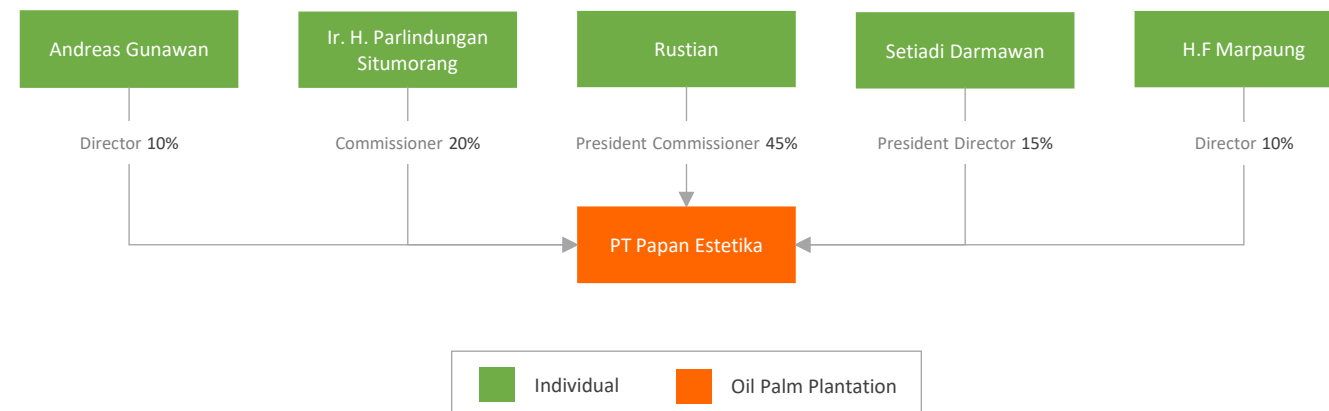 Andreas Gunawan
Ir. H. Parlindungan
Situmorang
Rustian
Setiadi Darmawan
H.F Marpaung
Director 10%
Commissioner 20%
President Commissioner 45%
President Director 15%
Director 10%
PT Papan Estetika
Individual
Oil Palm Plantation